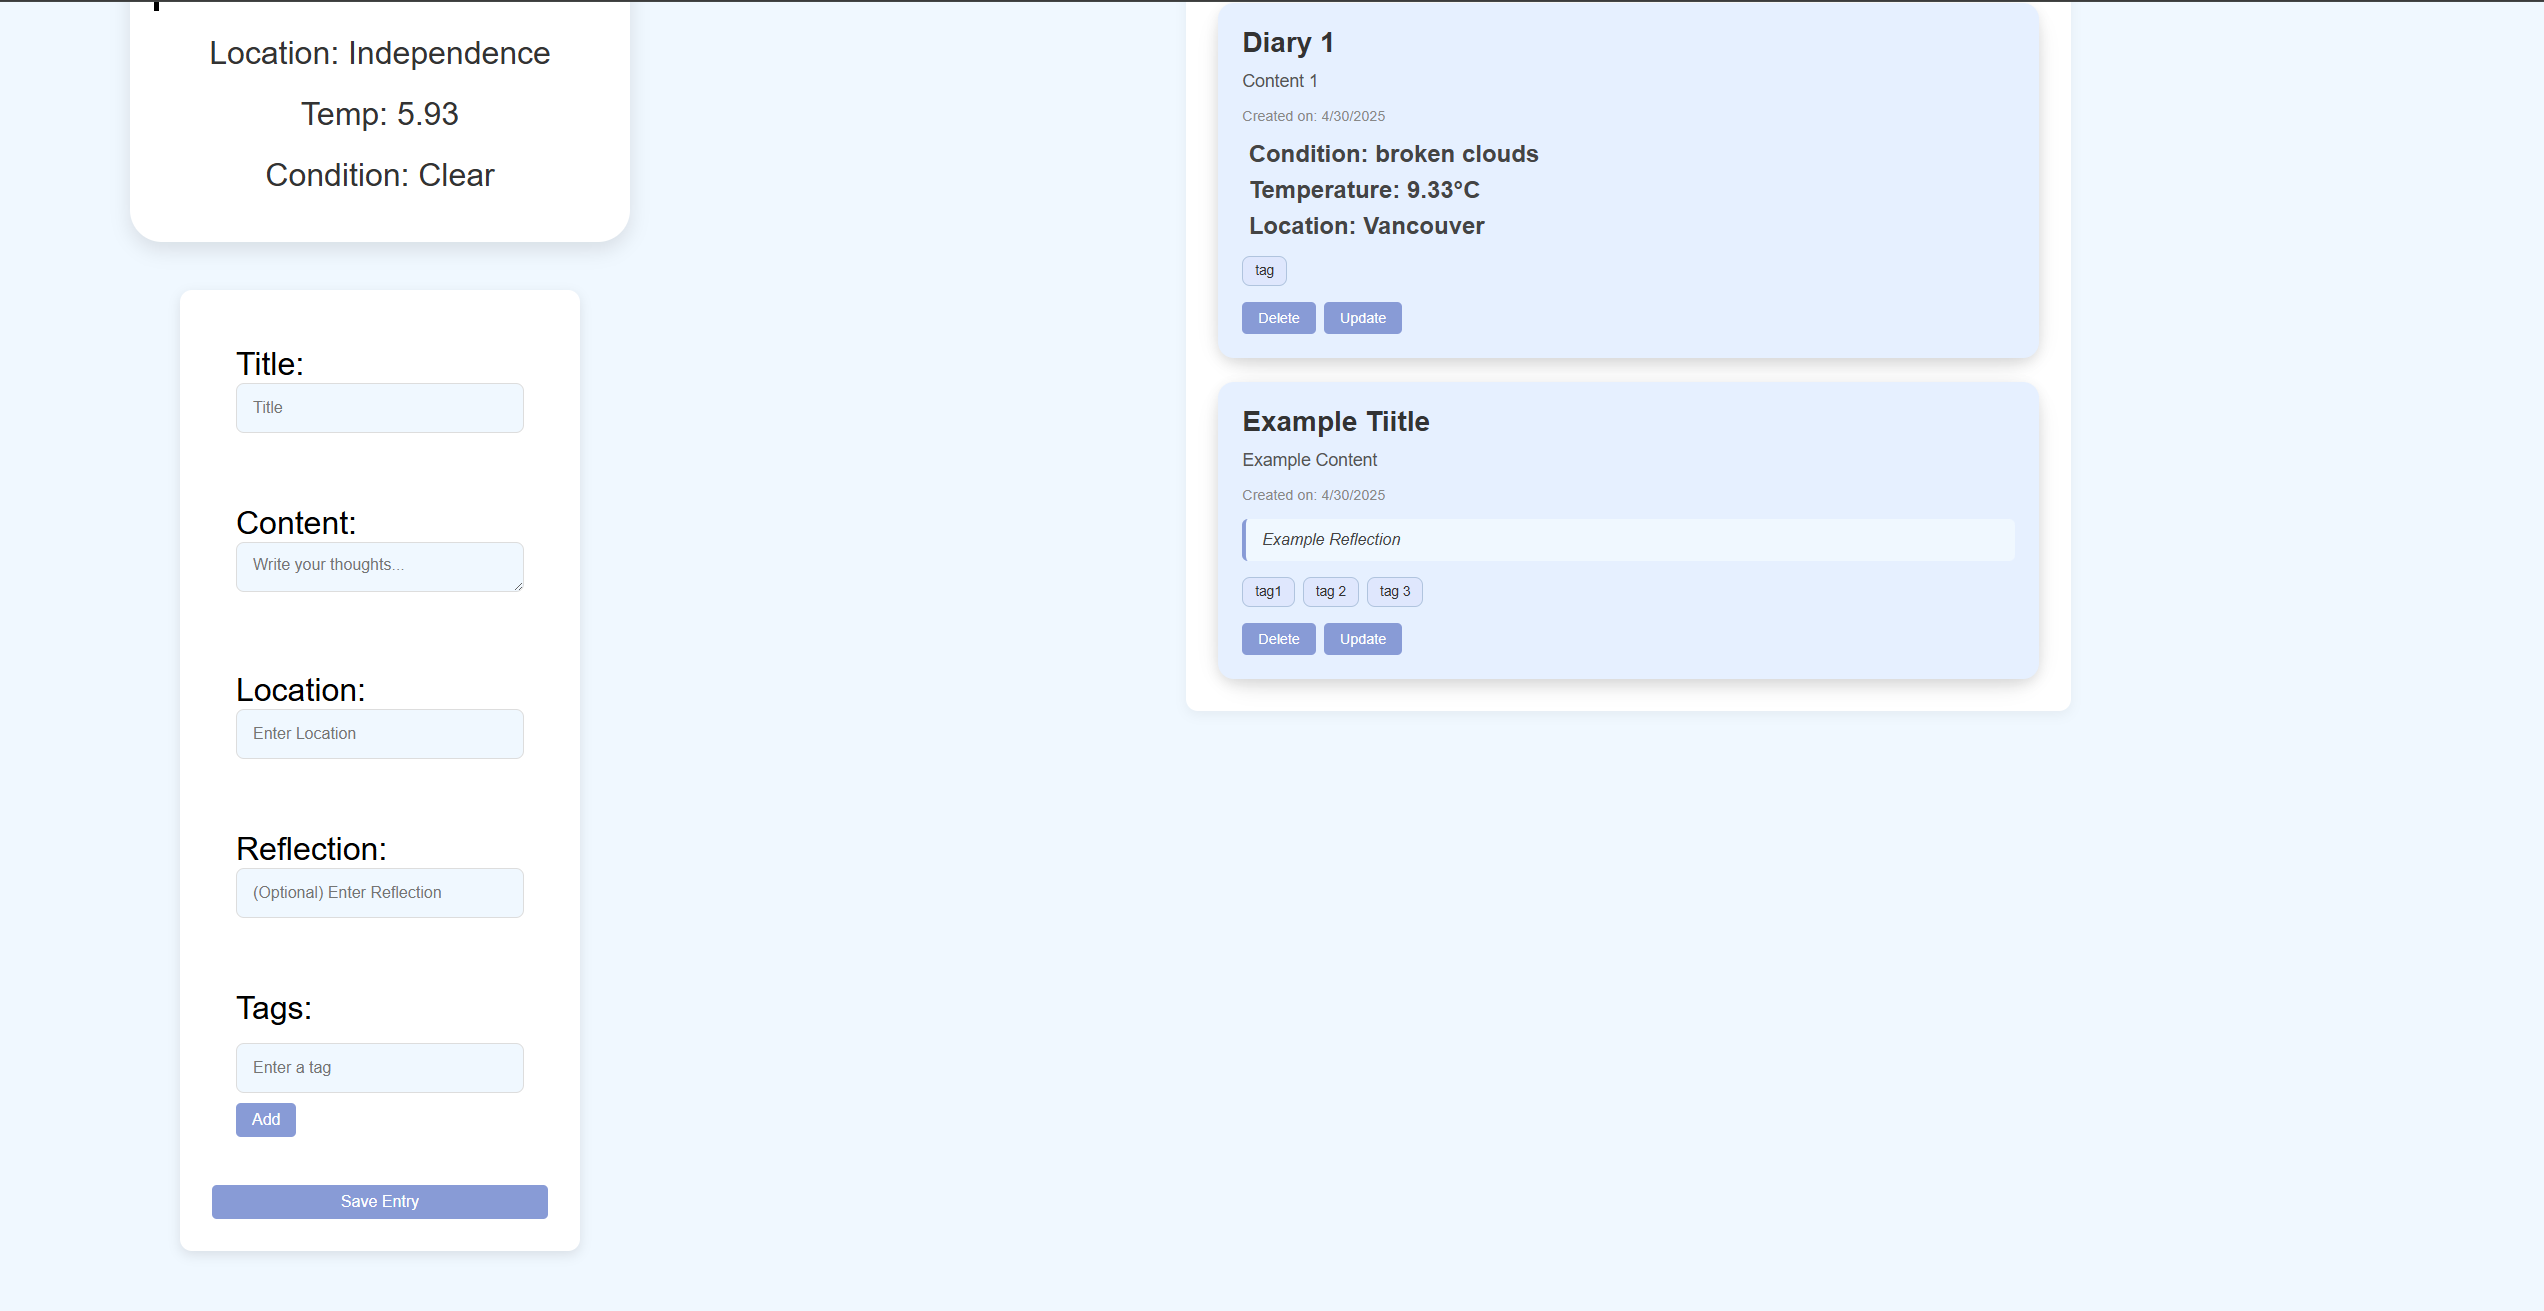 Location: Independence
Temp: 5.93
Condition: Clear
Title:
Title
Content:
Write your thoughts...
Location:
Enter Location
Reflection:
(Optional) Enter Reflection
Tags:
Enter a tag
Add
Save Entry
Diary 1
Content 1
Created on: 4/30/2025
Condition: broken clouds
Temperature: 9.33°C
Location: Vancouver
tag
Delete Update
Example Tiitle
Example Content
Created on: 4/30/2025
Example Reflection
tag1 tag 2 tag 3
Delete Update